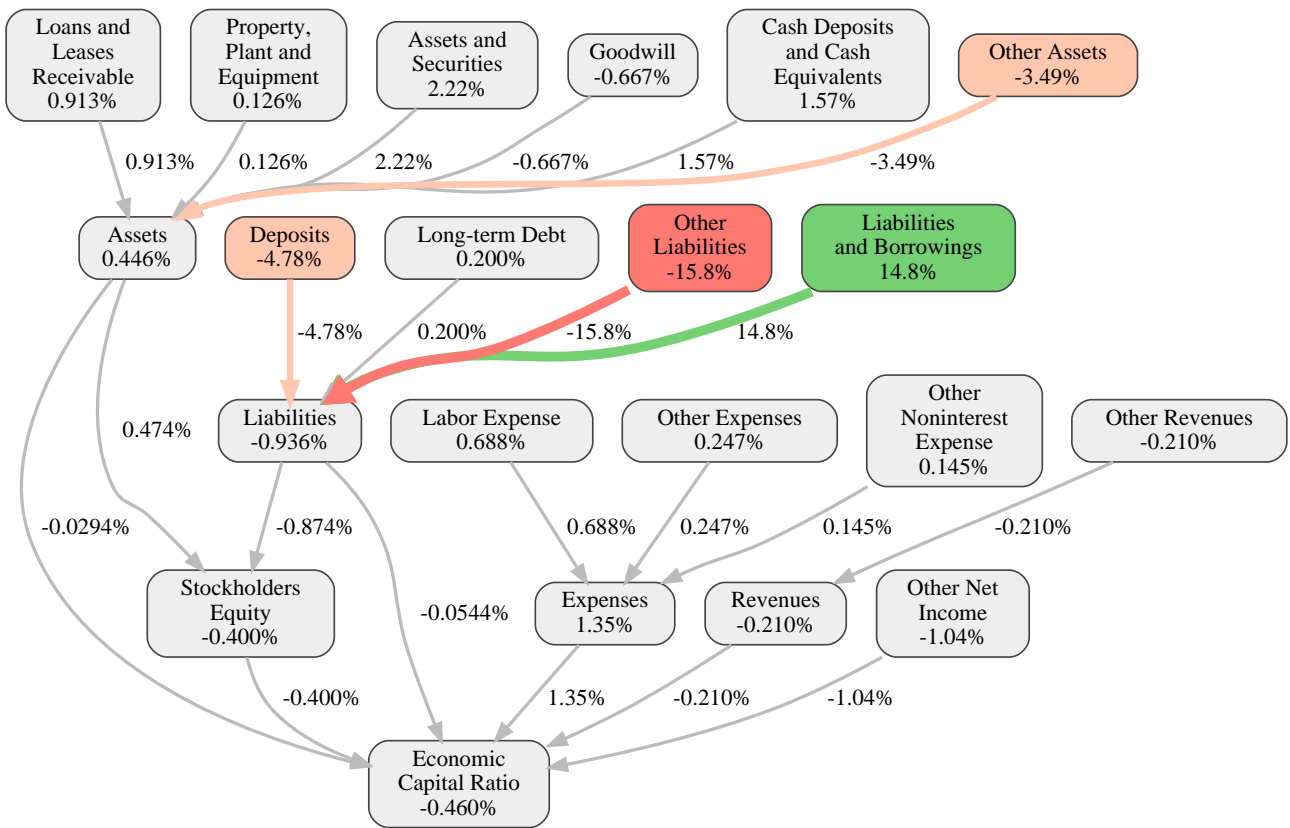 Loans and
Leases
Receivable
0.913%
Property,
Plant and
Equipment
0.126%
Assets and
Securities
2.22%
Goodwill
-0.667%
Cash Deposits
and Cash
Equivalents
1.57%
Other Assets
-3.49%
0.913%
0.126%
2.22%
-0.667%
1.57%
-3.49%
Assets
0.446%
Deposits
-4.78%
Long-term Debt
0.200%
Other
Liabilities
-15.8%
Liabilities
and Borrowings
14.8%
-4.78%
0.200%
-15.8%
14.8%
0.474%
Liabilities
-0.936%
Labor Expense
0.688%
Other Expenses
0.247%
Other
Noninterest
Expense
0.145%
Other Revenues
-0.210%
-0.0294%
-0.874%
0.688%
0.247%
0.145%
-0.210%
Stockholders
Equity
-0.400%
-0.0544%
Expenses
1.35%
Revenues
-0.210%
Other Net
Income
-1.04%
-0.400%
1.35%
-0.210%
-1.04%
Economic
Capital Ratio
-0.460%